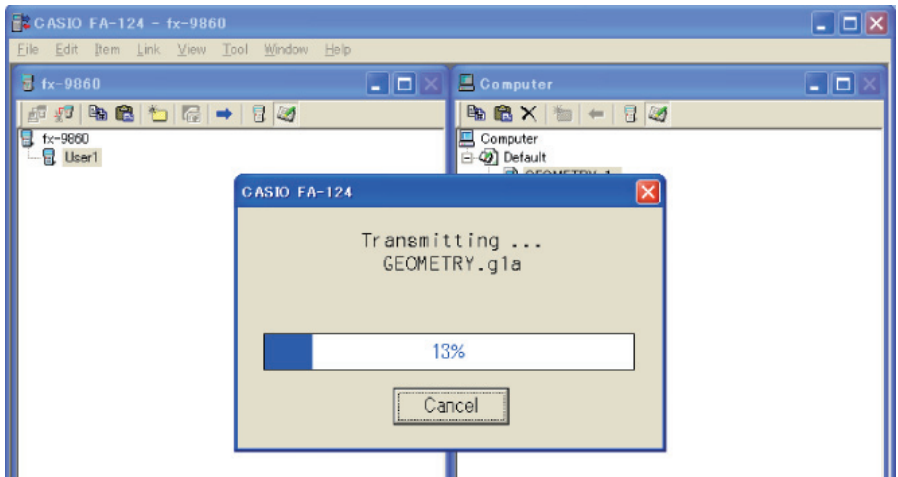 CASIO FA-124 - fx-9860
File Edit Item Link View Tool Window Help
fx-9860
Computer
fx-9860
User1
Computer
Default
CASIO FA-124
Transmitting ...
GEOMETRY.g1a
13%
Cancel